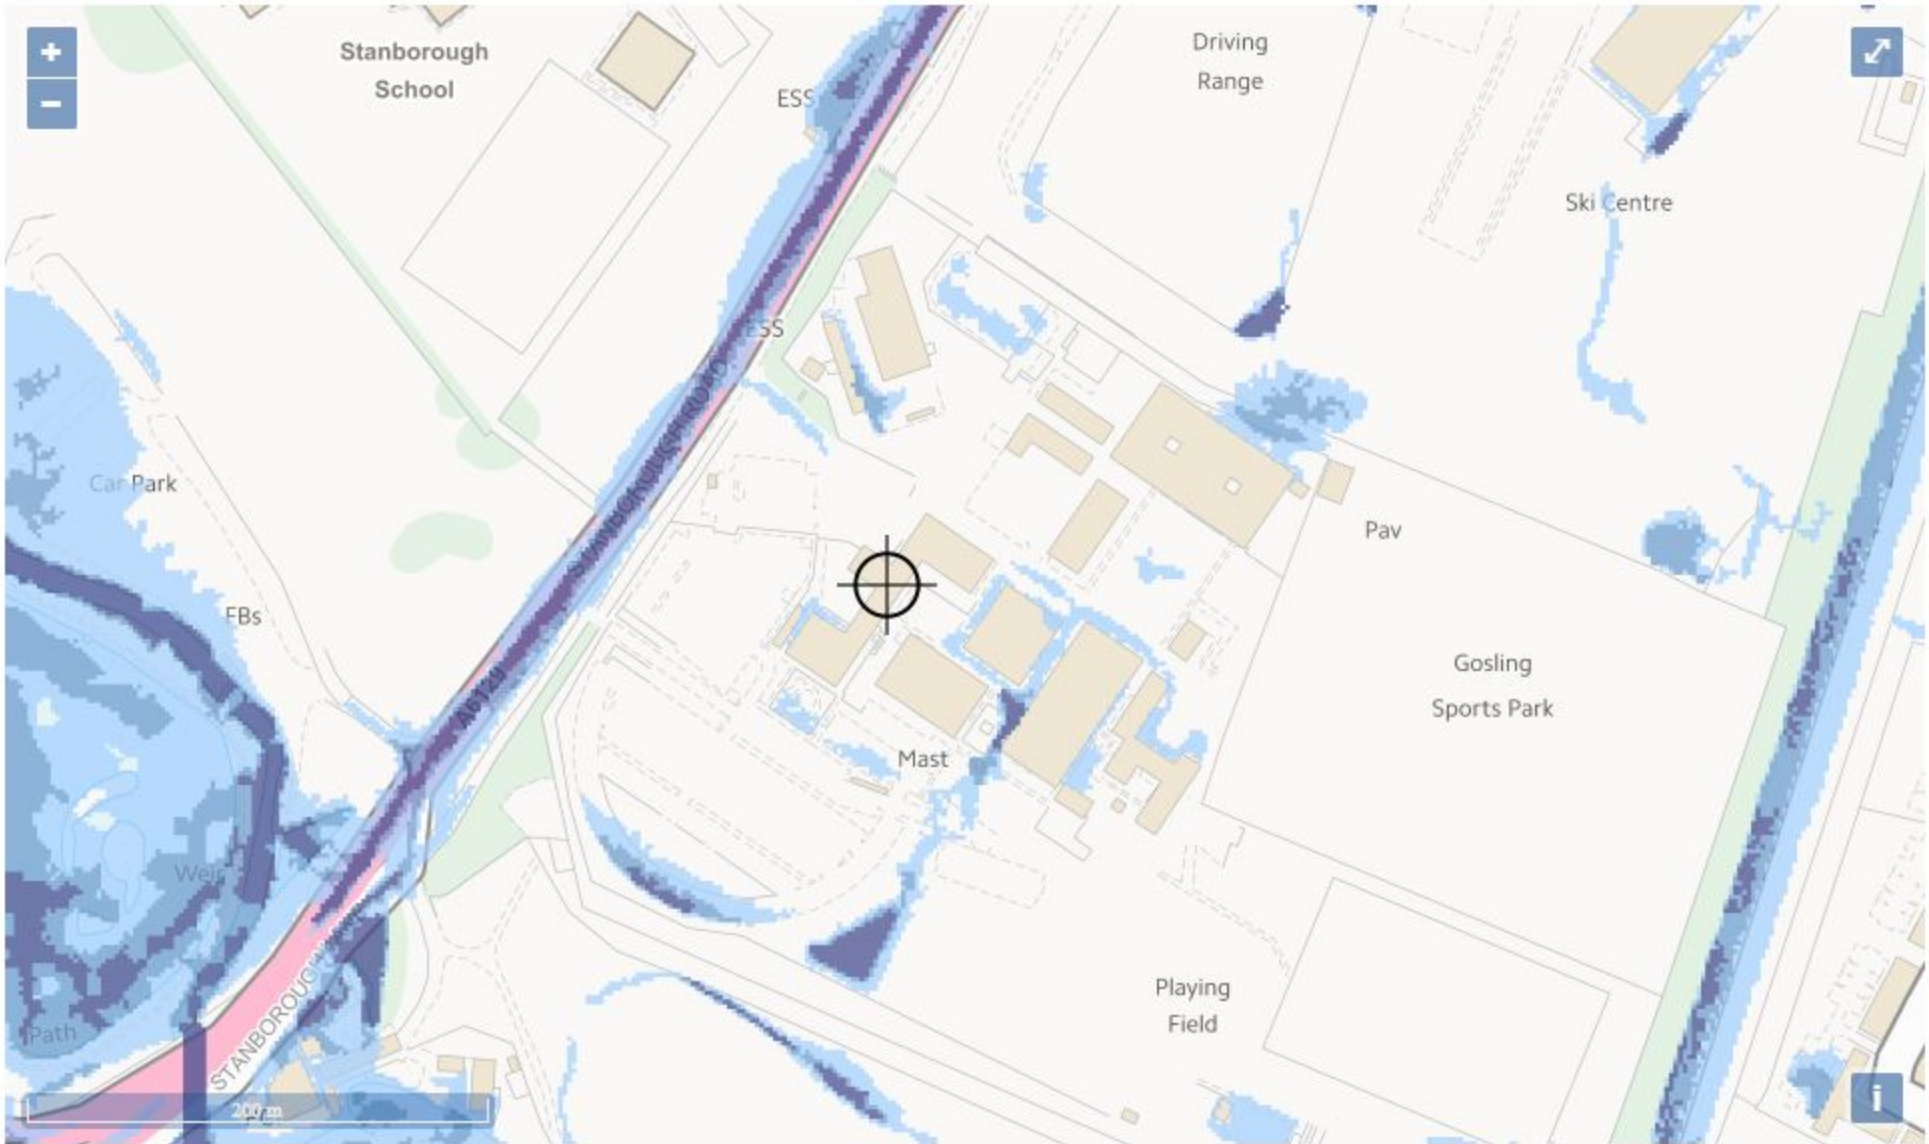 +
Stanborough
School
−
Driving
Range
ESS
Ski Centre
ESS
STANBOROUGH ROAD
Car Park
Pav
FBs
Gosling
Sports Park
A6129
Mast
Weir
Playing
Field
Path
200 m
i